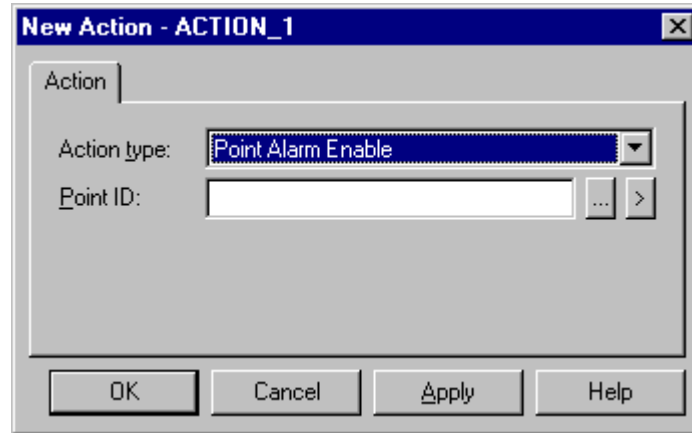 New Action - ACTION_1
Action
Action type: Point Alarm Enable
Point ID: ... >
OK Cancel Apply Help